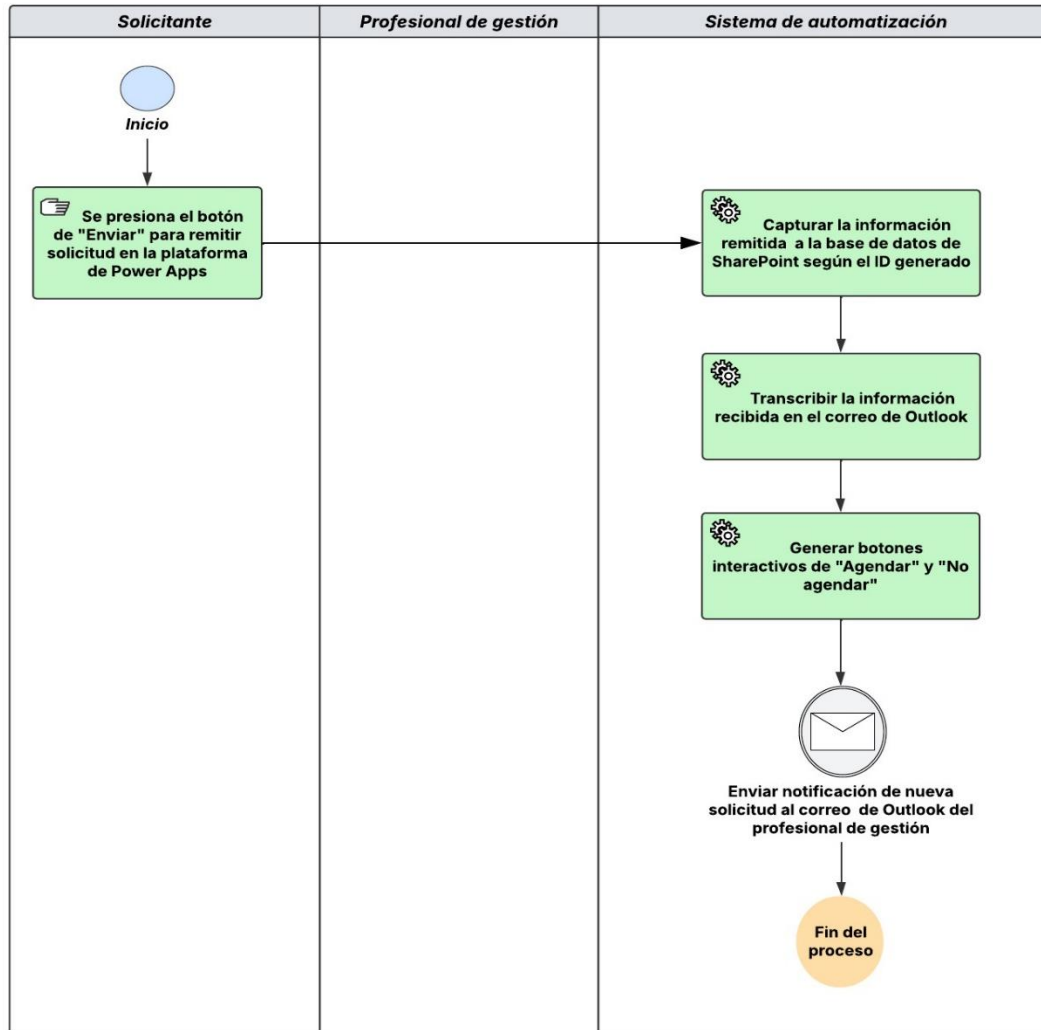 Solicitante
Profesional de gestión
Sistema de automatización
Inicio
Se presiona el botón
de "Enviar" para remitir
solicitud en la plataforma
de Power Apps
Capturar la información
remitida a la base de datos de
SharePoint según el ID generado
Transcribir la información
recibida en el correo de Outlook
Generar botones
interactivos de "Agendar" y "No
agendar"
Enviar notificación de nueva
solicitud al correo de Outlook del
profesional de gestión
Fin del
proceso